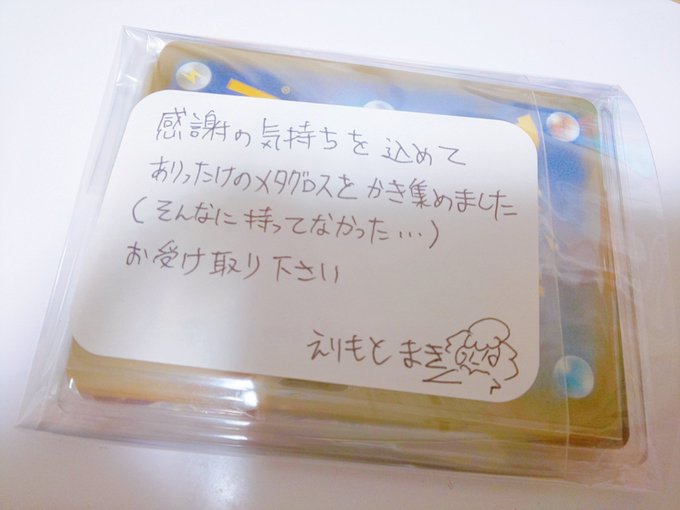 感謝の気持ちを込めて
ありったけのメタグロスをかき集めました
(そんなに持ってなかった…)
お受け取り下さい
えりもと まき